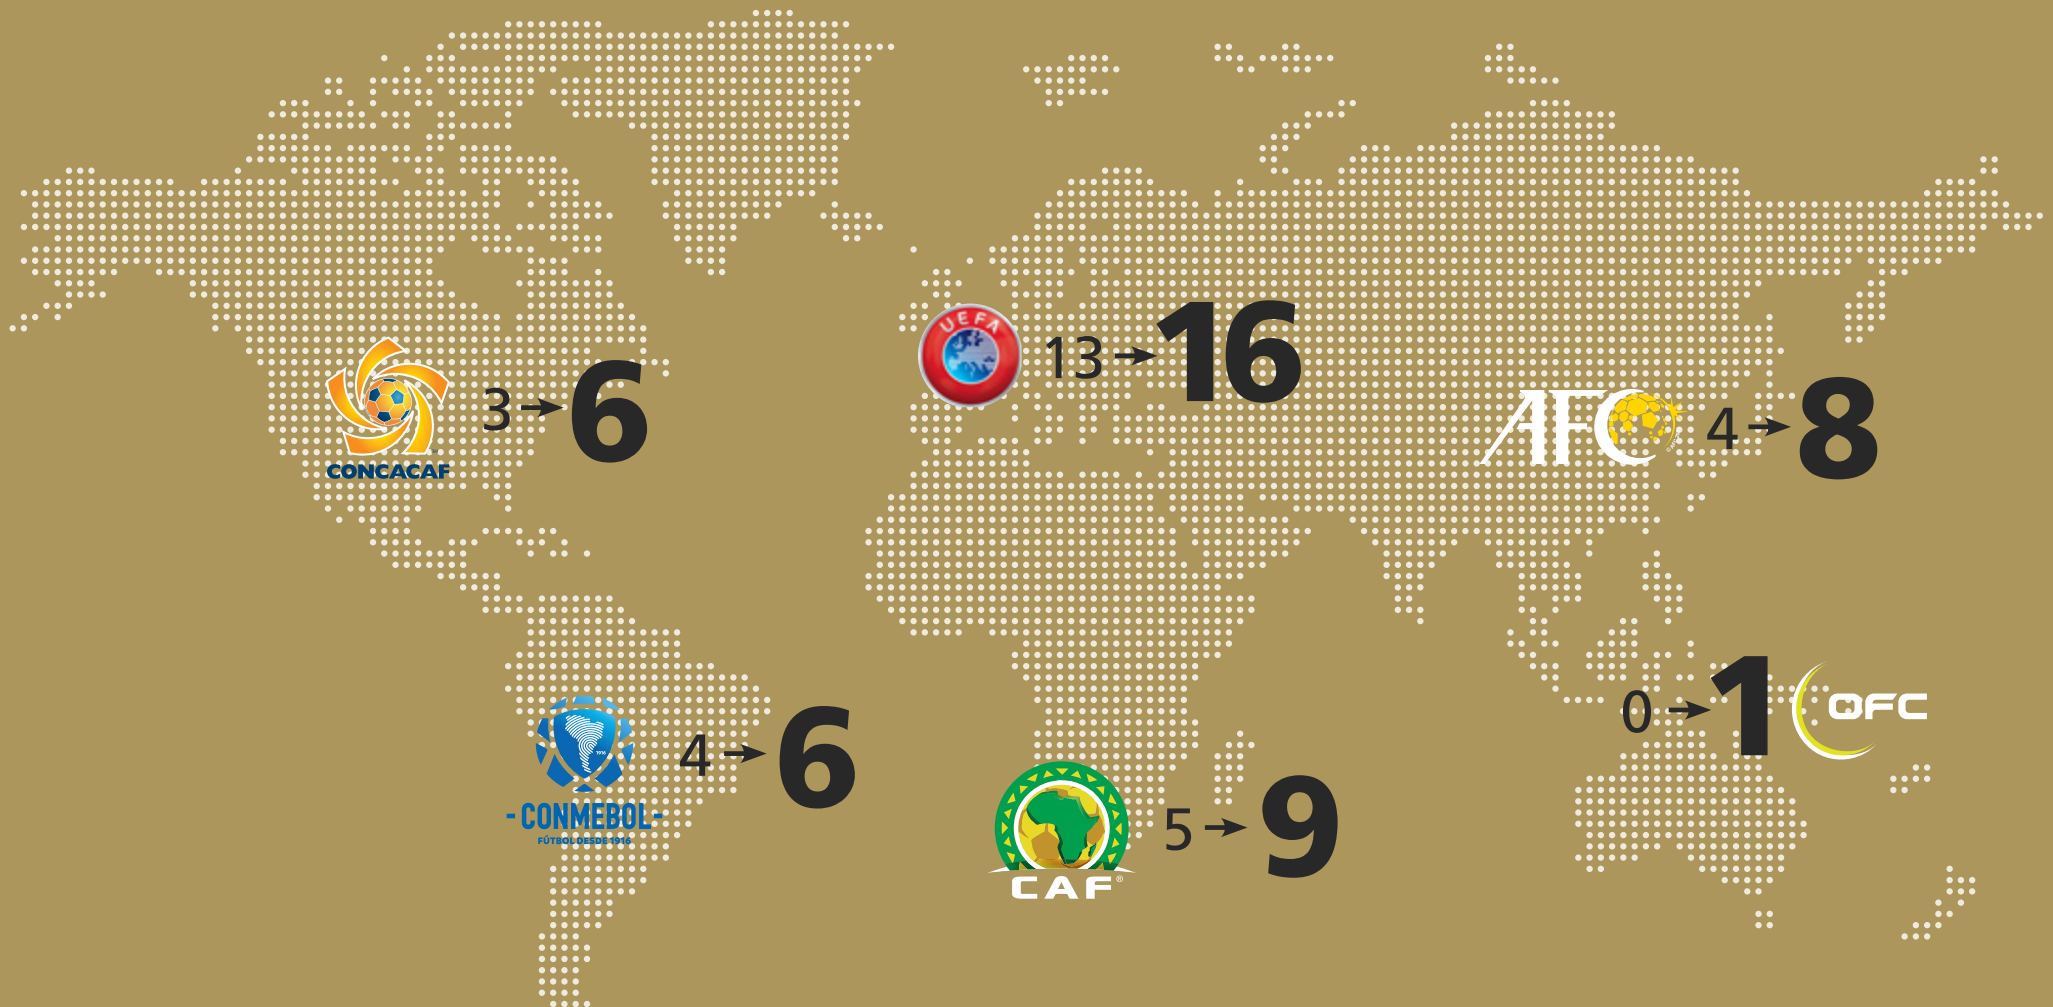 UEFA
13 → 16
CONCACAF
3 → 6
AFC
4 → 8
0 → 1
OFC
1916
-CONMEBOL-
FÚTBOL DESDE 1916
4 → 6
CAF®
5 → 9